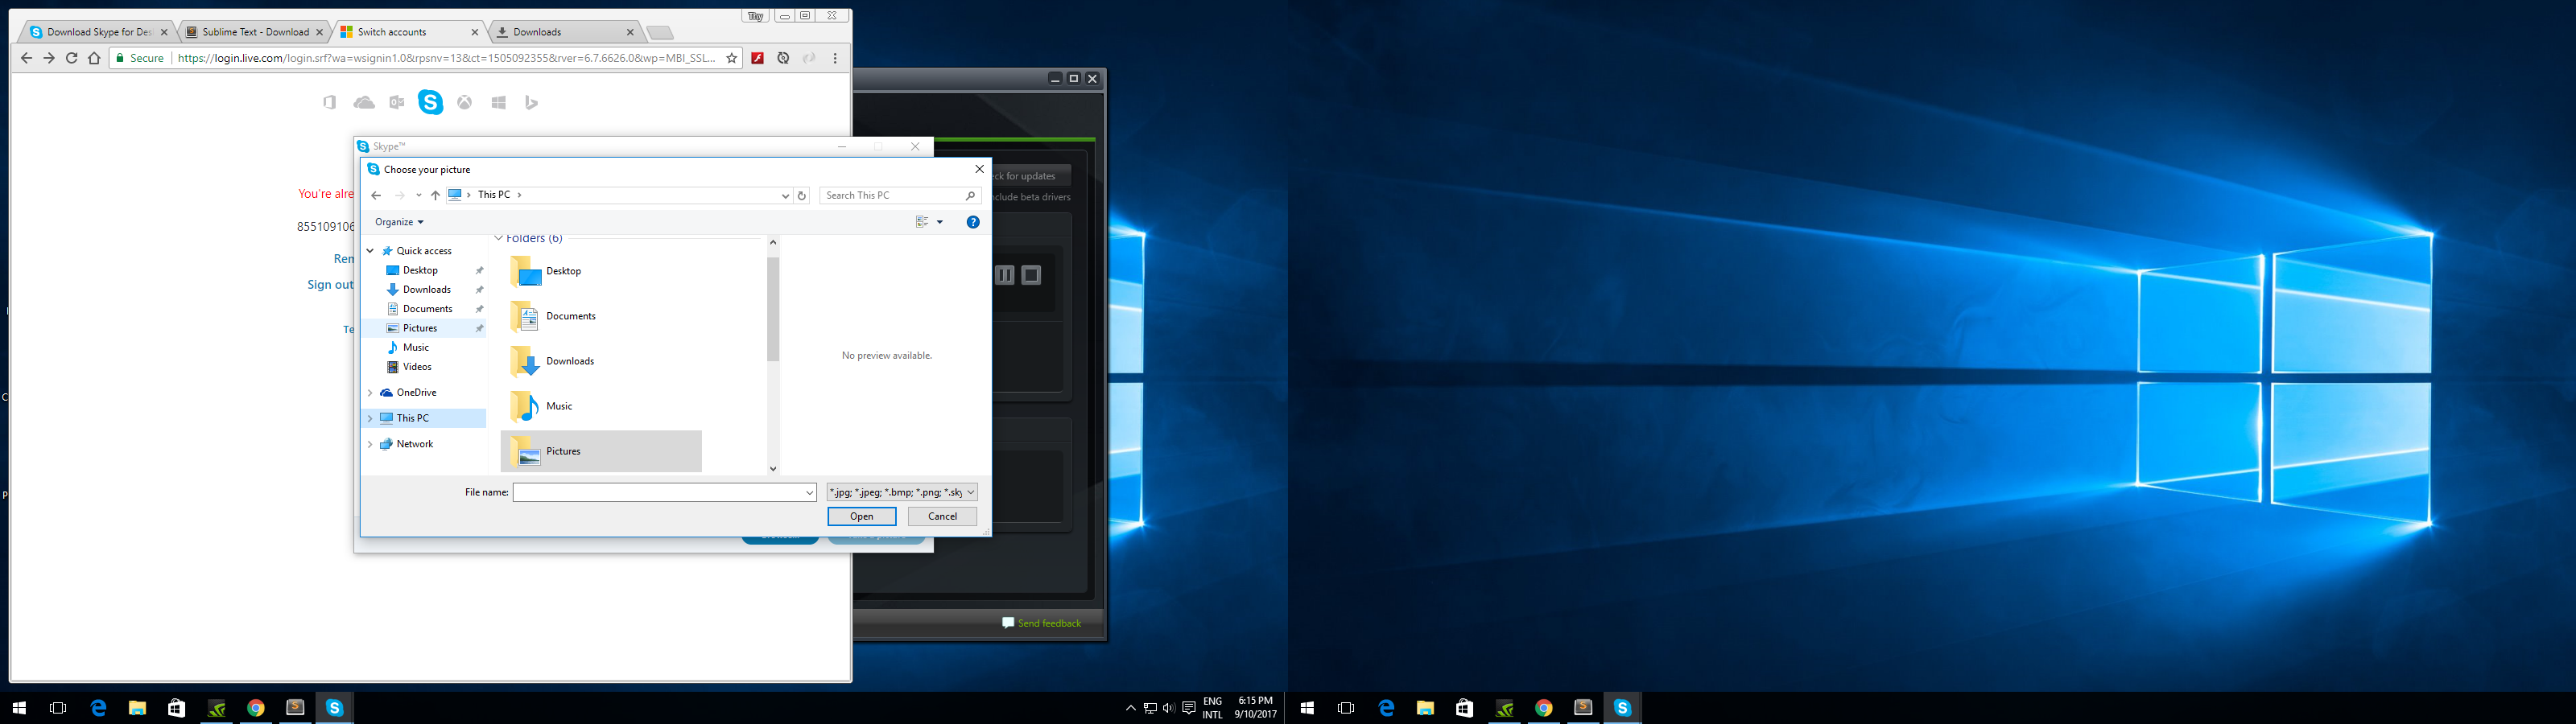 Thy
Download Skype for Des
Sublime Text - Download
Switch accounts
Downloads
Secure
https://login.live.com/login.srf?wa=wsignin1.0&rpsnv=13&ct=1505092355&rver=6.7.6626.0&wp=MBI_SSL...
You're alre
855109106
Rem
Sign out
Te
Skype™
Choose your picture
This PC
Search This PC
Organize
Quick access
Desktop
Downloads
Documents
Pictures
Music
Videos
OneDrive
This PC
Network
Folders (6)
Desktop
Documents
Downloads
Music
Pictures
No preview available.
File name:
*.jpg; *.jpeg; *.bmp; *.png; *.sky
Open
Cancel
ck for updates
nclude beta drivers
Send feedback
ENG
INTL
6:15 PM
9/10/2017